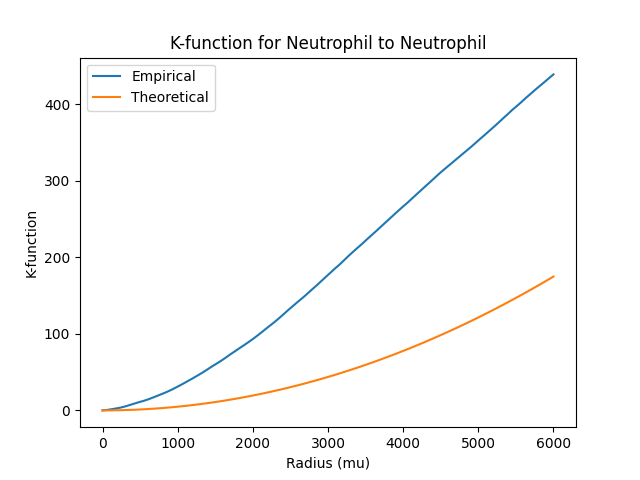 K-function for Neutrophil to Neutrophil
Empirical
Theoretical
400
300
200
100
0
K-function
0 1000 2000 3000 4000 5000 6000
Radius (mu)